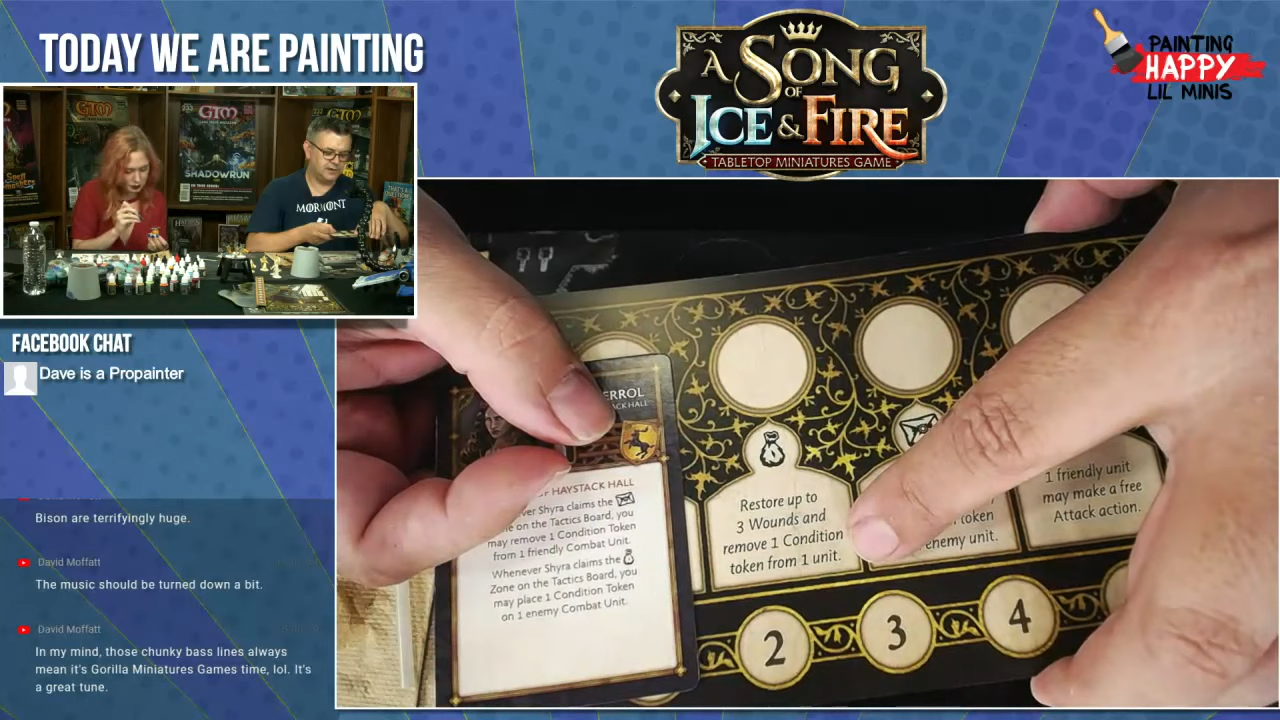 TODAY WE ARE PAINTING
A SONG
OF
ICE & FIRE
TABLETOP MINIATURES GAME
PAINTING
HAPPY
LIL MINIS
GTM
GTM
SHADOWRUN
MORMONT
FACEBOOK CHAT
Dave is a Propainter
Bison are terrifyingly huge.
David Moffatt
The music should be turned down a bit.
David Moffatt
In my mind, those chunky bass lines always
mean it's Gorilla Miniatures Games time, lol. It's
a great tune.
HAYSTACK HALL
Shyra claims the
on the Tactics Board, you
may remove 1 Condition Token
from 1 friendly Combat Unit.
Whenever Shyra claims the
Zone on the Tactics Board, you
may place 1 Condition Token
on 1 enemy Combat Unit.
Restore up to
3 Wounds and
remove 1 Condition
token from 1 unit.
token
enemy unit.
1 friendly unit
may make a free
Attack action.
2
3
4